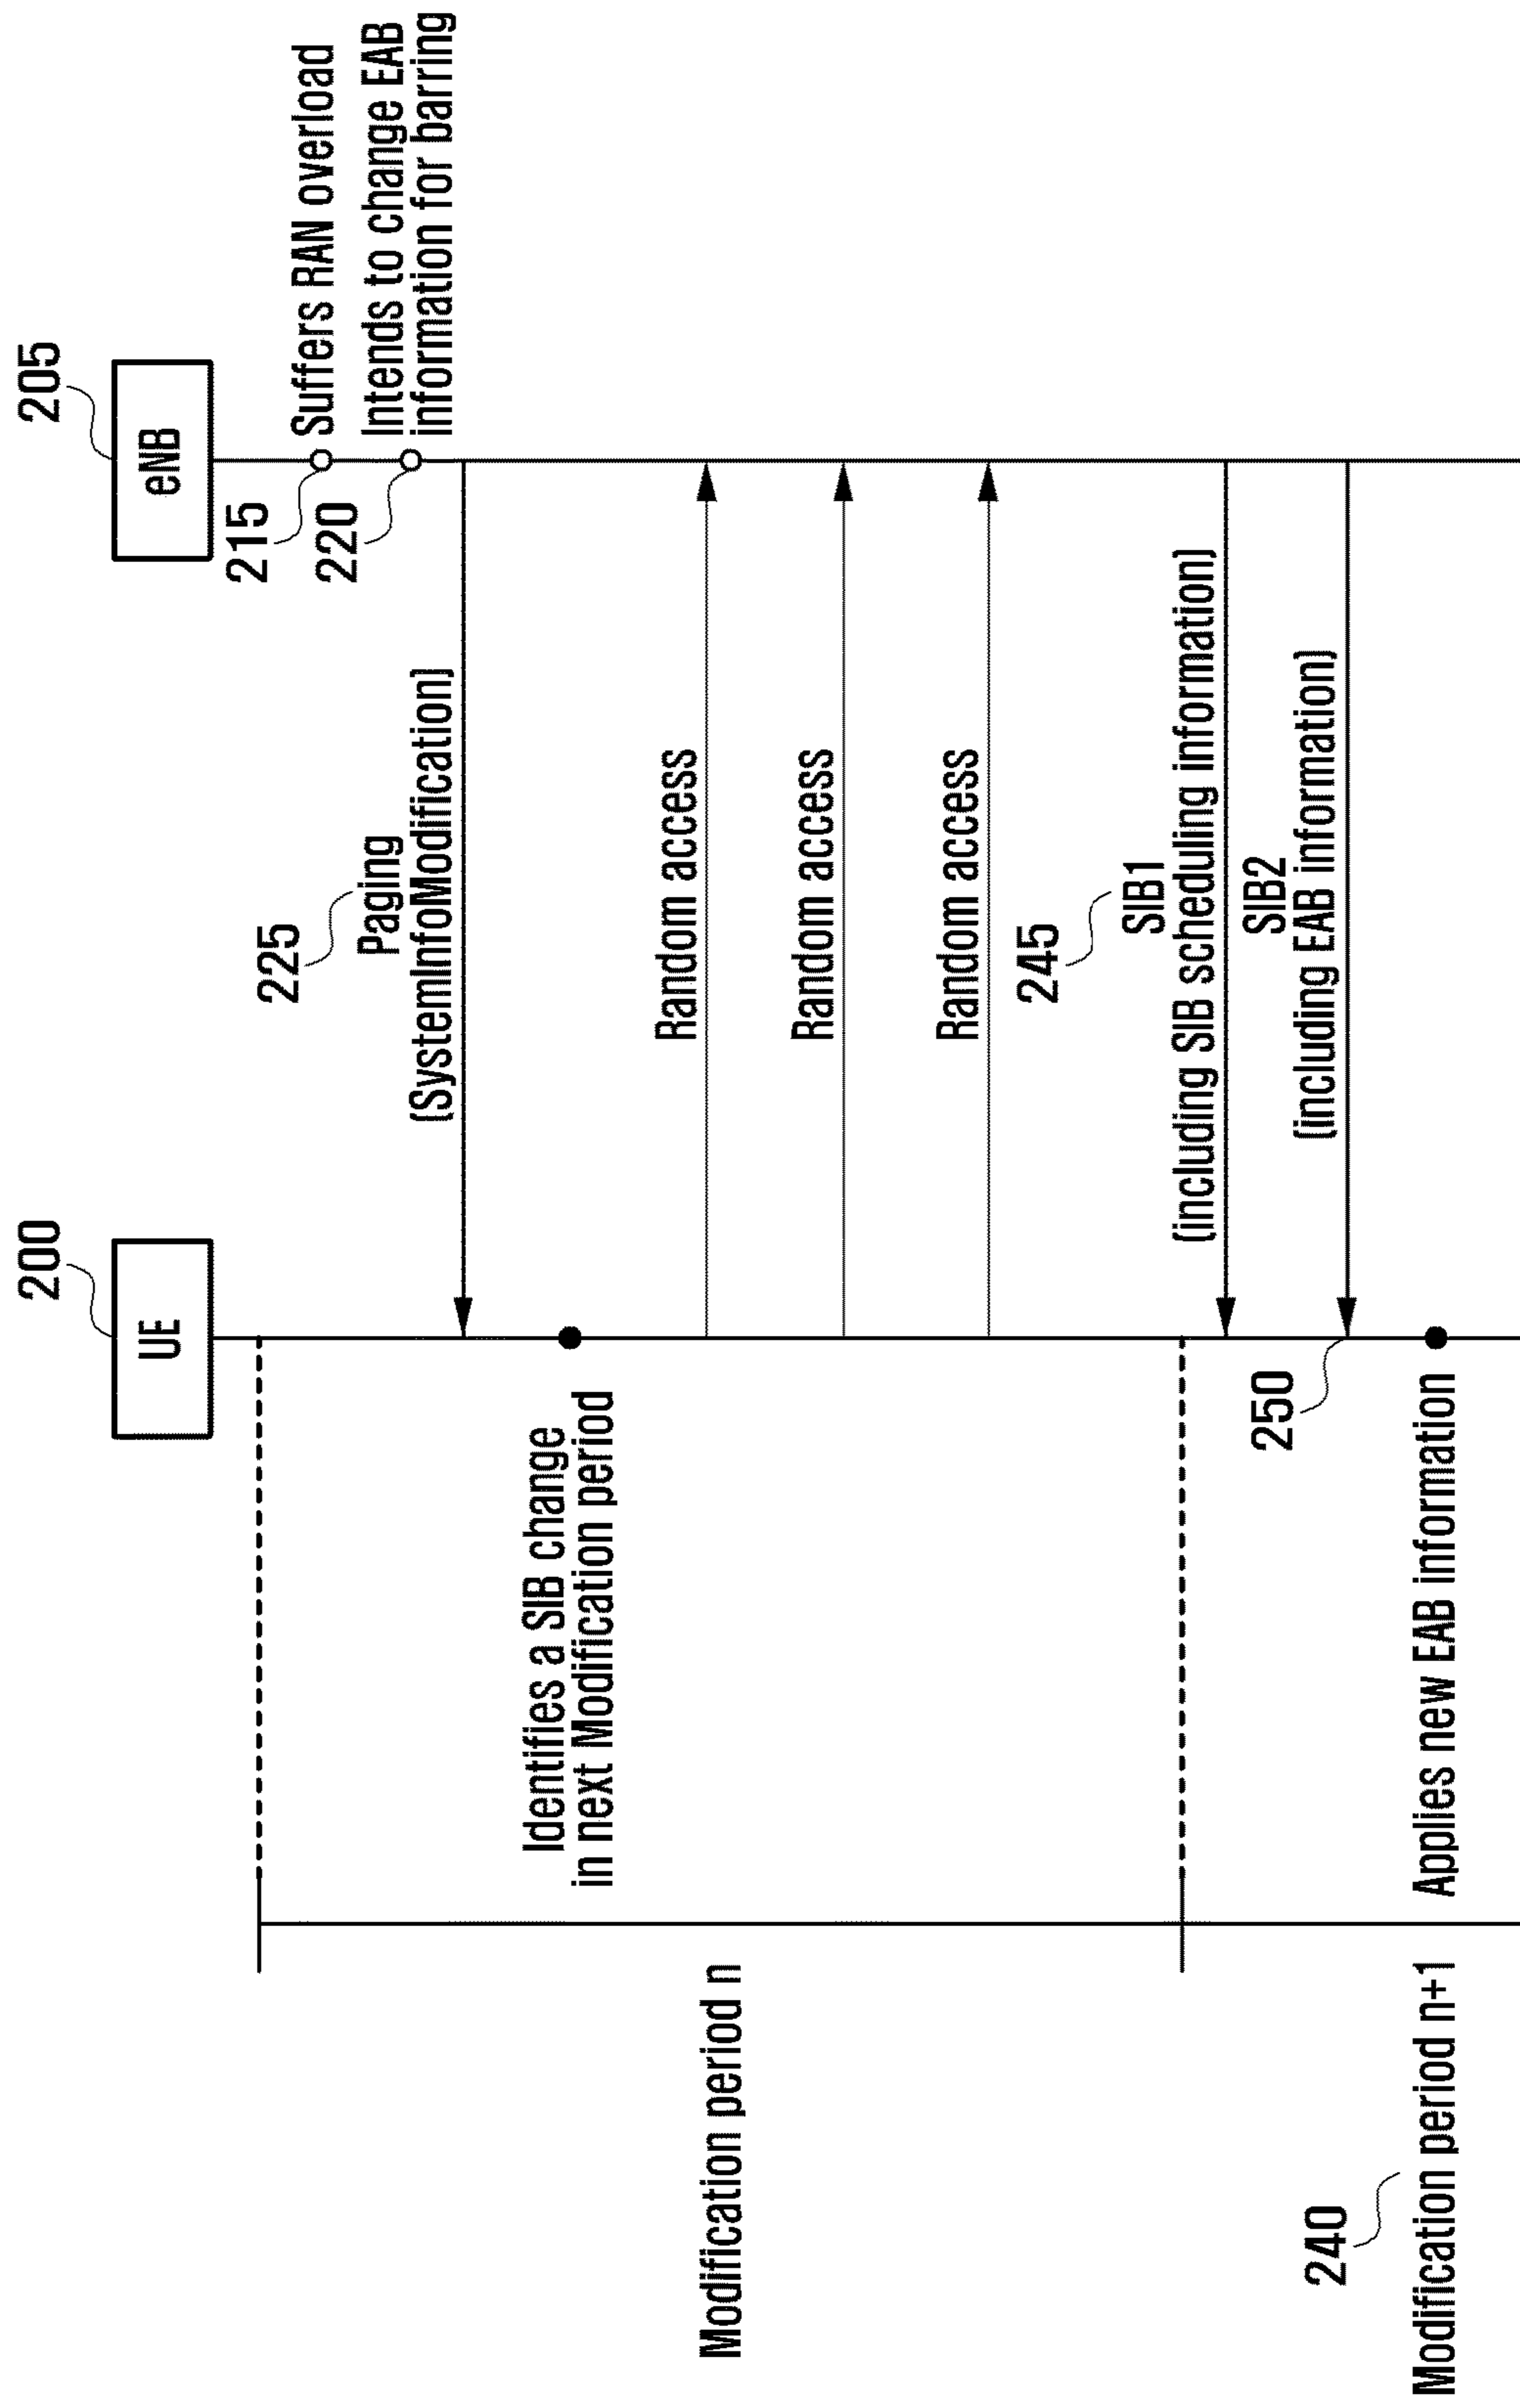 200
UE
205
eNB
215
Suffers RAN overload
220
Intends to change EAB
information for barring
225
Paging
(SystemInfoModification)
Identifies a SIB change
in next Modification period
Random access
Modification period n
Random access
Random access
245
SIB1
(including SIB scheduling information)
SIB2
(including EAB information)
250
240
Modification period n+1
Applies new EAB information